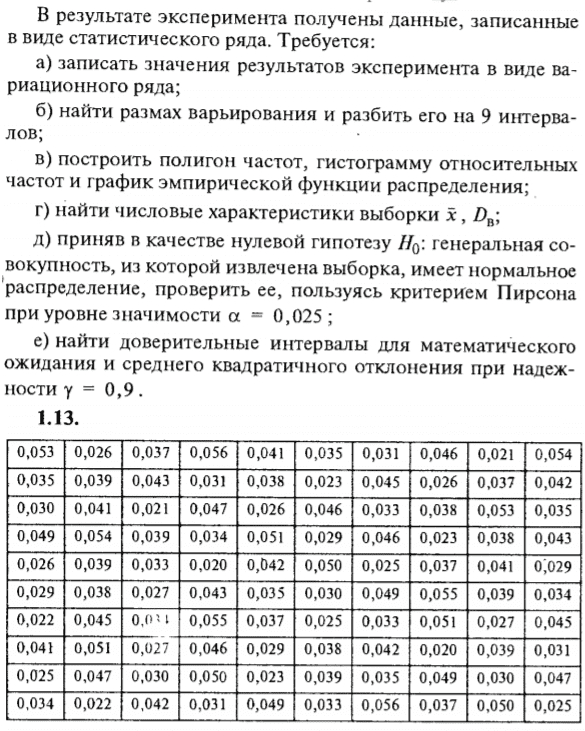 В результате эксперимента получены данные, записанные
в виде статистического ряда. Требуется:
а) записать значения результатов эксперимента в виде ва-
риационного ряда;
б) найти размах варьирования и разбить его на 9 интерва-
лов;
в) построить полигон частот, гистограмму относительных
частот и график эмпирической функции распределения;
г) найти числовые характеристики выборки x̄ , Dв;
д) приняв в качестве нулевой гипотезу H₀: генеральная со-
вокупность, из которой извлечена выборка, имеет нормальное
распределение, проверить ее, пользуясь критерием Пирсона
при уровне значимости α = 0,025 ;
е) найти доверительные интервалы для математического
ожидания и среднего квадратичного отклонения при надеж-
ности γ = 0,9 .
1.13.
0,053 0,026 0,037 0,056 0,041 0,035 0,031 0,046 0,021 0,054
0,035 0,039 0,043 0,031 0,038 0,023 0,045 0,026 0,037 0,042
0,030 0,041 0,021 0,047 0,026 0,046 0,033 0,038 0,053 0,035
0,049 0,054 0,039 0,034 0,051 0,029 0,046 0,023 0,038 0,043
0,026 0,039 0,033 0,020 0,042 0,050 0,025 0,037 0,041 0,029
0,029 0,038 0,027 0,043 0,035 0,030 0,049 0,055 0,039 0,034
0,022 0,045 0,055 0,037 0,025 0,033 0,051 0,027 0,045
0,041 0,051 0,027 0,046 0,029 0,038 0,042 0,020 0,039 0,031
0,025 0,047 0,030 0,050 0,023 0,039 0,035 0,049 0,030 0,047
0,034 0,022 0,042 0,031 0,049 0,033 0,056 0,037 0,050 0,025